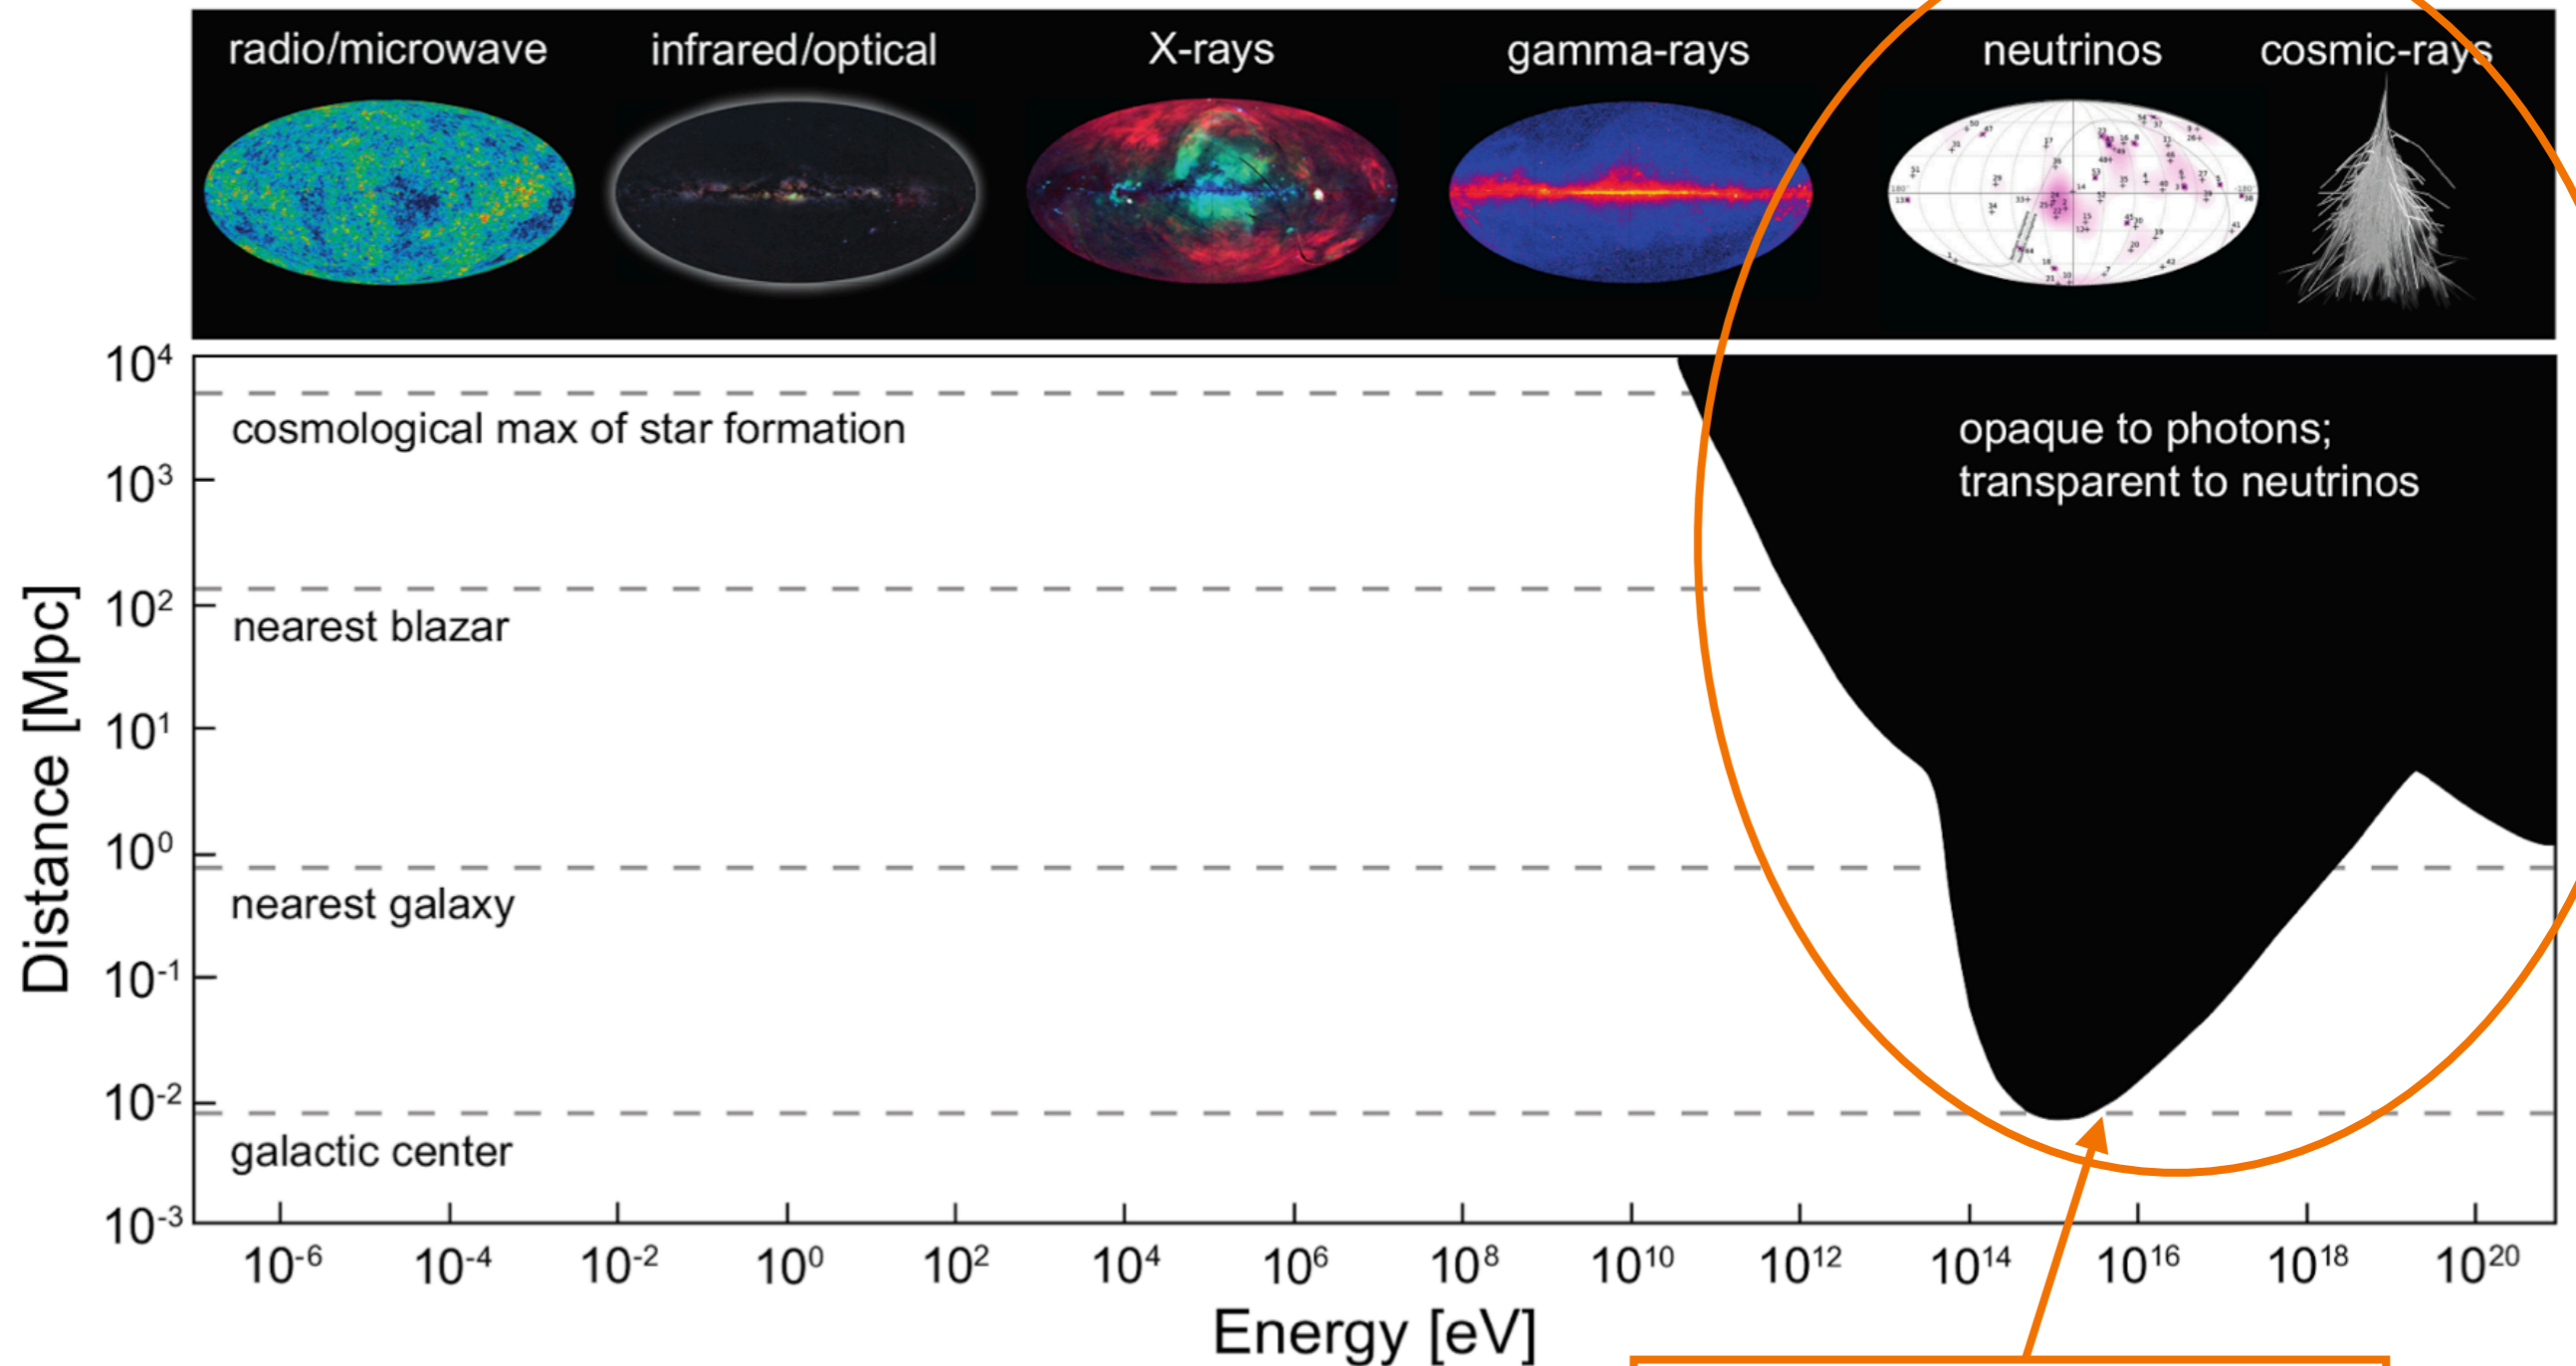 radio/microwave infrared/optical X-rays gamma-rays neutrinos cosmic-rays
10⁴
cosmological max of star formation
opaque to photons;
transparent to neutrinos
10³
10²
nearest blazar
10¹
10⁰
nearest galaxy
10⁻¹
10⁻²
galactic center
10⁻³
Distance [Mpc]
10⁻⁶ 10⁻⁴ 10⁻² 10⁰ 10² 10⁴ 10⁶ 10⁸ 10¹⁰ 10¹² 10¹⁴ 10¹⁶ 10¹⁸ 10²⁰
Energy [eV]